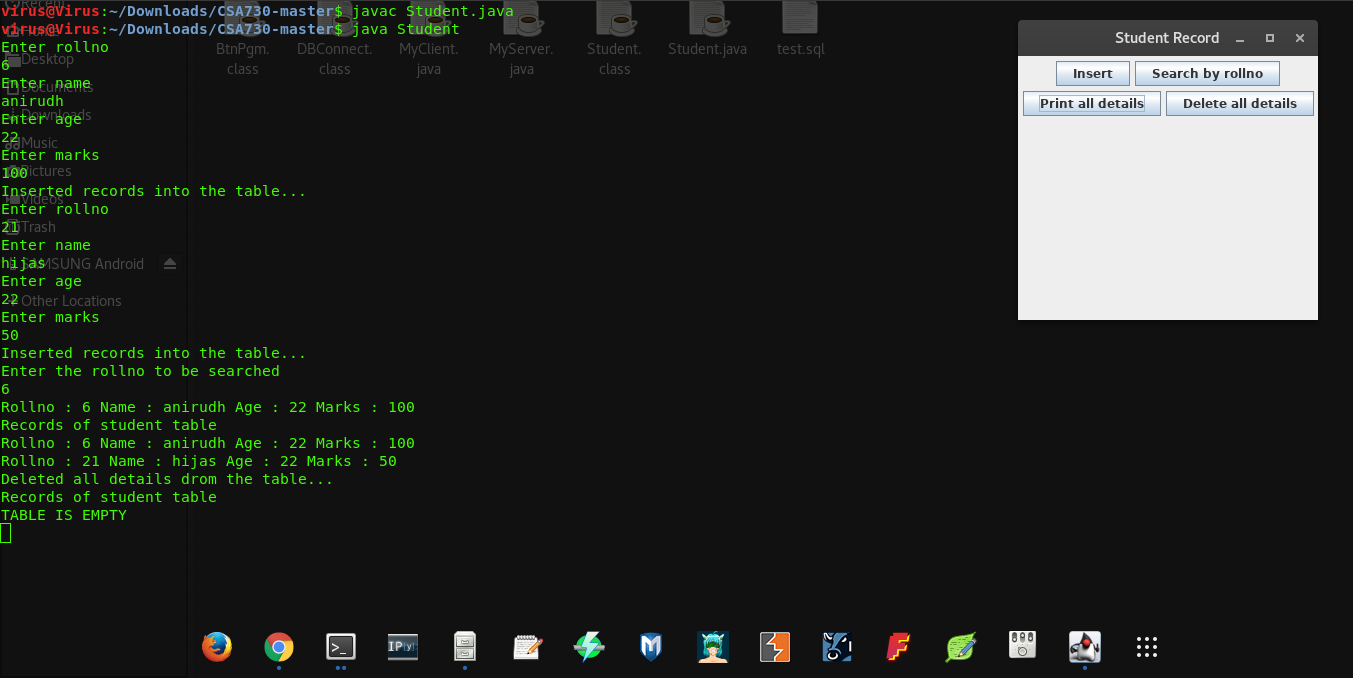 virus@Virus:~/Downloads/CSA730-master$ javac Student.java
virus@Virus:~/Downloads/CSA730-master$ java Student
Enter rollno
6
Enter name
anirudh
Enter age
22
Enter marks
100
Inserted records into the table...
Enter rollno
21
Enter name
hijas
Enter age
22
Enter marks
50
Inserted records into the table...
Enter the rollno to be searched
6
Rollno : 6 Name : anirudh Age : 22 Marks : 100
Records of student table
Rollno : 6 Name : anirudh Age : 22 Marks : 100
Rollno : 21 Name : hijas Age : 22 Marks : 50
Deleted all details drom the table...
Records of student table
TABLE IS EMPTY
Desktop
Documents
Downloads
Music
Pictures
Videos
Trash
SAMSUNG Android
Other Locations
BtnPgm.
class
DBConnect.
class
MyClient.
java
MyServer.
java
Student.
class
Student.java
test.sql
Student Record
Insert
Search by rollno
Print all details
Delete all details
>_
IPy